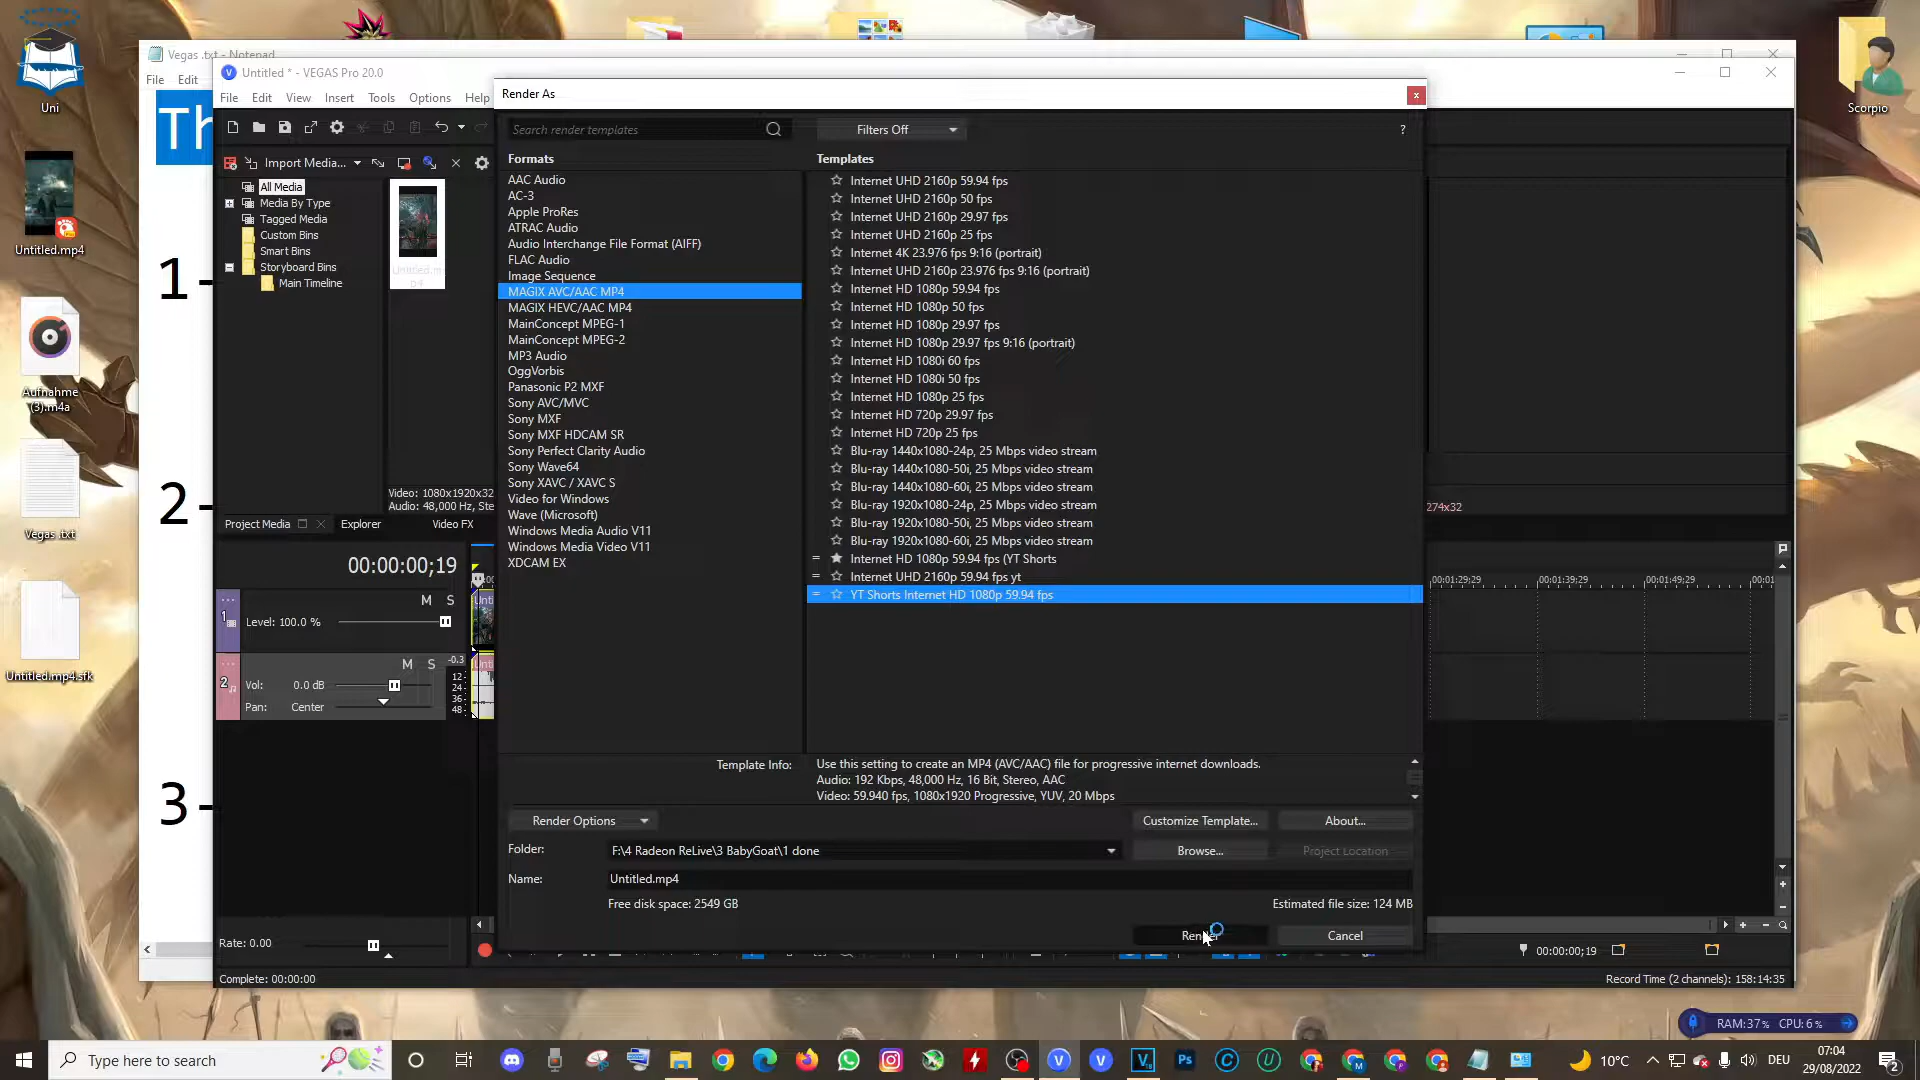 Uni
Untitled.mp4
Aufnahme
(3).m4a
Vegas .txt
Untitled.mp4.sfk
Scorpio
Vegas .txt - Notepad
File Edit
Th
1-
2-
3-
Untitled * - VEGAS Pro 20.0
File Edit View Insert Tools Options Help
Import Media...
All Media
Media By Type
Tagged Media
Custom Bins
Smart Bins
Storyboard Bins
Main Timeline
Untitled.m
p4
Video: 1080x1920x32
Audio: 48,000 Hz, Ste
Project Media Explorer Video FX
00:00:00;19
M S
1
Level: 100.0 %
M S
2
Vol: 0.0 dB
Pan: Center
-0.3
12-
24-
36-
48-
Rate: 0.00
Complete: 00:00:00
Render As
Search render templates
Filters Off
?
Formats
AAC Audio
AC-3
Apple ProRes
ATRAC Audio
Audio Interchange File Format (AIFF)
FLAC Audio
Image Sequence
MAGIX AVC/AAC MP4
MAGIX HEVC/AAC MP4
MainConcept MPEG-1
MainConcept MPEG-2
MP3 Audio
OggVorbis
Panasonic P2 MXF
Sony AVC/MVC
Sony MXF
Sony MXF HDCAM SR
Sony Perfect Clarity Audio
Sony Wave64
Sony XAVC / XAVC S
Video for Windows
Wave (Microsoft)
Windows Media Audio V11
Windows Media Video V11
XDCAM EX
Templates
Internet UHD 2160p 59.94 fps
Internet UHD 2160p 50 fps
Internet UHD 2160p 29.97 fps
Internet UHD 2160p 25 fps
Internet 4K 23.976 fps 9:16 (portrait)
Internet UHD 2160p 23.976 fps 9:16 (portrait)
Internet HD 1080p 59.94 fps
Internet HD 1080p 50 fps
Internet HD 1080p 29.97 fps
Internet HD 1080p 29.97 fps 9:16 (portrait)
Internet HD 1080i 60 fps
Internet HD 1080i 50 fps
Internet HD 1080p 25 fps
Internet HD 720p 29.97 fps
Internet HD 720p 25 fps
Blu-ray 1440x1080-24p, 25 Mbps video stream
Blu-ray 1440x1080-50i, 25 Mbps video stream
Blu-ray 1440x1080-60i, 25 Mbps video stream
Blu-ray 1920x1080-24p, 25 Mbps video stream
Blu-ray 1920x1080-50i, 25 Mbps video stream
Blu-ray 1920x1080-60i, 25 Mbps video stream
Internet HD 1080p 59.94 fps (YT Shorts
Internet UHD 2160p 59.94 fps yt
YT Shorts Internet HD 1080p 59.94 fps
Template Info: Use this setting to create an MP4 (AVC/AAC) file for progressive internet downloads.
Audio: 192 Kbps, 48,000 Hz, 16 Bit, Stereo, AAC
Video: 59.940 fps, 1080x1920 Progressive, YUV, 20 Mbps
Render Options Customize Template... About...
Folder: F:\4 Radeon ReLive\3 BabyGoat\1 done Browse... Project Location
Name: Untitled.mp4
Free disk space: 2549 GB Estimated file size: 124 MB
Render Cancel
274x32
00:01:29;29 00:01:39;29 00:01:49;29 00:01
00:00:00;19
Record Time (2 channels): 158:14:35
RAM:37% CPU: 6%
Type here to search
10°C DEU 07:04
29/08/2022
2